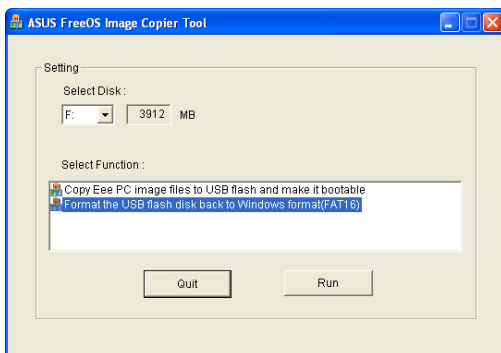 ASUS FreeOS Image Copier Tool
Setting
Select Disk :
F: 3912 MB
Select Function :
Copy Eee PC image files to USB flash and make it bootable
Format the USB flash disk back to Windows format(FAT16)
Quit Run